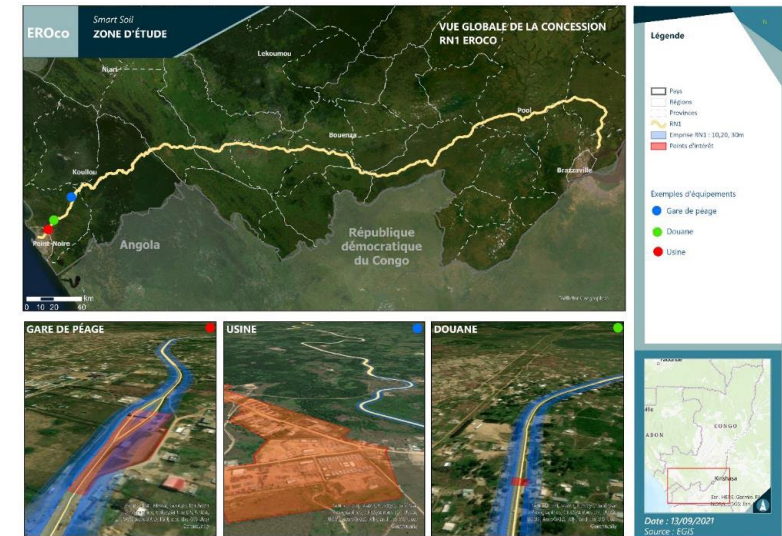 EROco
Smart Soil
ZONE D'ÉTUDE
VUE GLOBALE DE LA CONCESSION
RN1 EROCO
Niari
Lekoumou
Bouenza
Pool
Kouilou
Brazzaville
Pointe-Noire
Angola
République
démocratique
du Congo
km
0 10 20 40
Légende
Pays
Régions
Provinces
RN1
Emprise RN1 : 10,20, 30m
Points d'intérêt
Exemples d'équipements
Gare de péage
Douane
Usine
GARE DE PÉAGE
USINE
DOUANE
CONGO
Kinshasa
Date : 13/09/2021
Source : EGIS